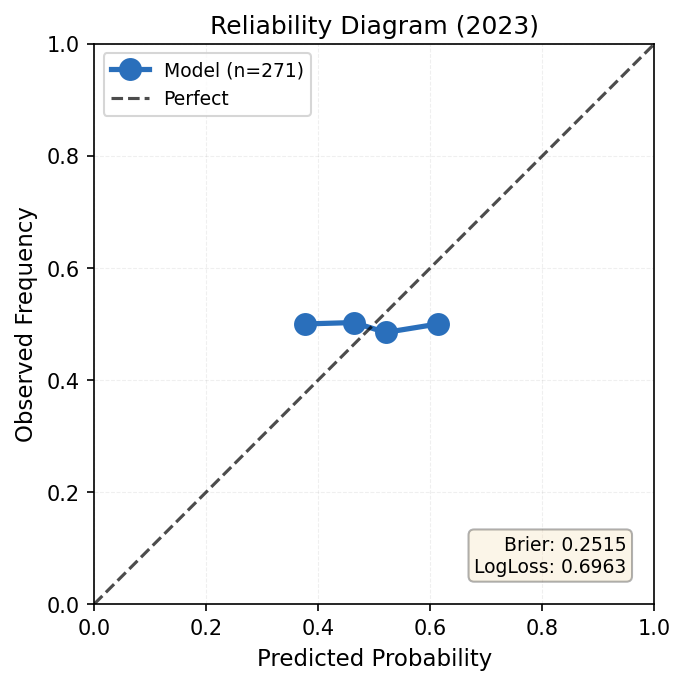 Reliability Diagram (2023)
Model (n=271)
Perfect
1.0
0.8
0.6
0.4
0.2
0.0
Observed Frequency
Brier: 0.2515
LogLoss: 0.6963
0.0 0.2 0.4 0.6 0.8 1.0
Predicted Probability